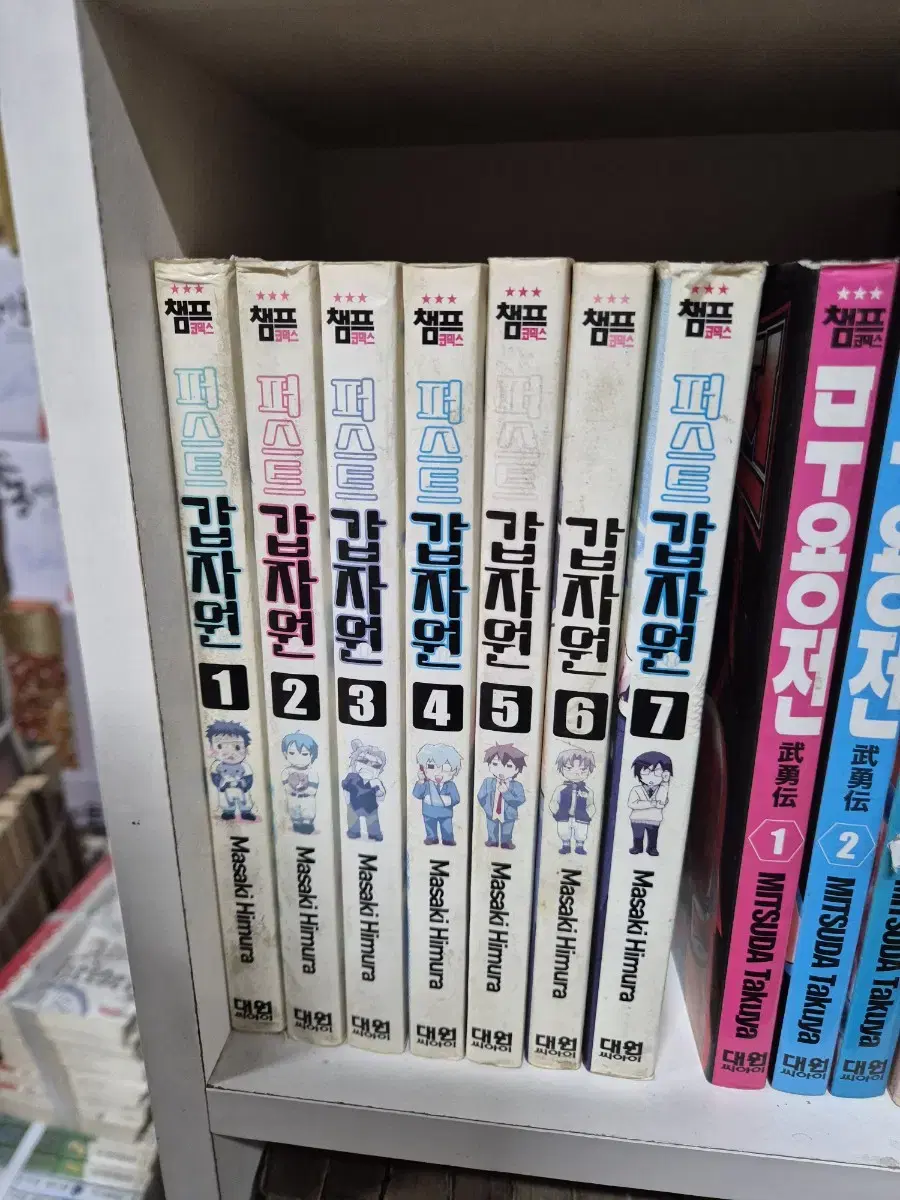 챔프
코믹스
퍼스트
갑자원
1
Masaki Himura
대원
씨아이
챔프
코믹스
퍼스트
갑자원
2
Masaki Himura
대원
씨아이
챔프
코믹스
퍼스트
갑자원
3
Masaki Himura
대원
씨아이
챔프
코믹스
퍼스트
갑자원
4
Masaki Himura
대원
씨아이
챔프
코믹스
퍼스트
갑자원
5
Masaki Himura
대원
씨아이
챔프
코믹스
갑자원
6
Masaki Himura
대원
씨아이
챔프
코믹스
퍼스트
갑자원
7
Masaki Himura
대원
씨아이
챔프
코믹스
무용전
武勇伝
1
MITSUDA Takuya
대원
씨아이
용전
武勇伝
2
MITSUDA Takuya
대원
씨아이
Takuya
대원
씨아이